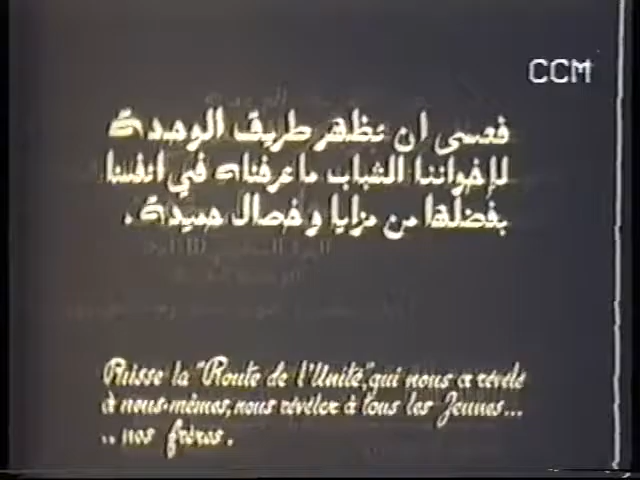 CCM
فعسى ان تظهر طريق الوحدة
لإخواننا الشباب ما عرفناه في انفسنا
بفضلها من مزايا وخصال حميدة .
Puisse la "Route de l'Unité", qui nous a révélé
à nous-mêmes, nous révéler à tous les Jeunes...
.. nos frères.